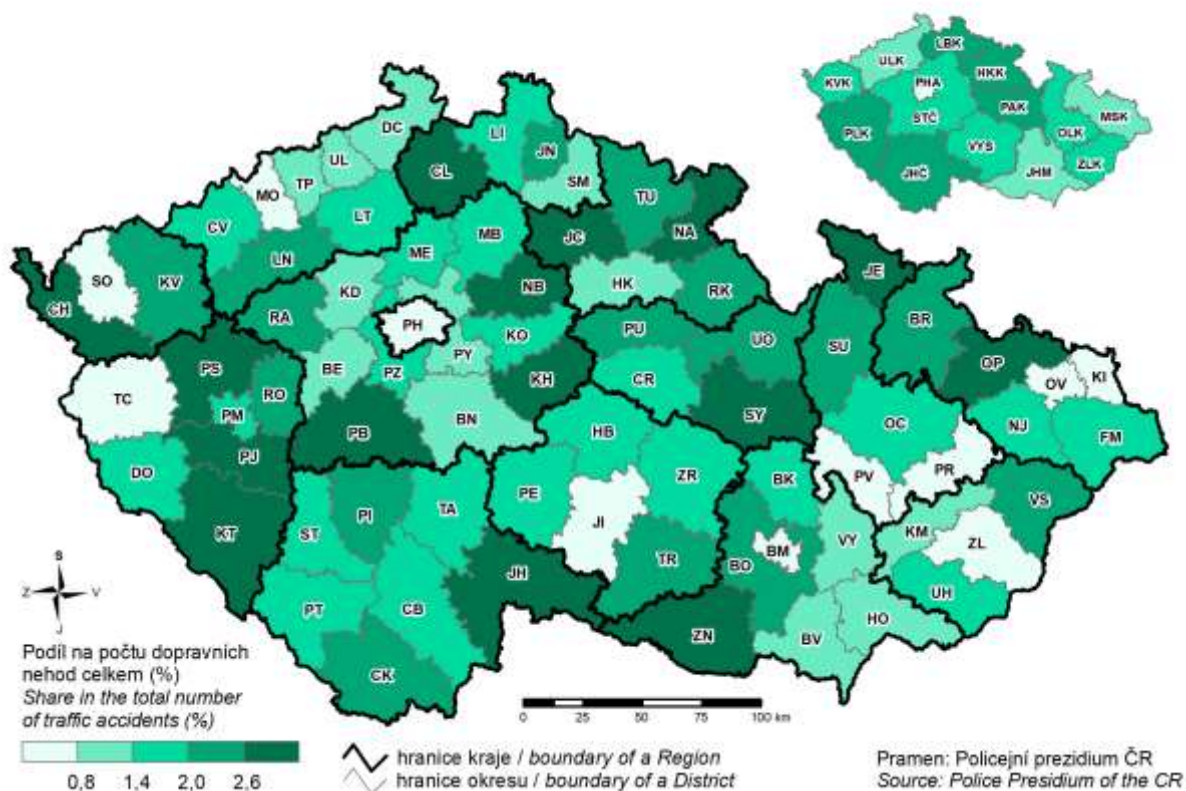 LBK
ULK
HKK
KVK
PHA
PAK
STČ
MSK
PLK
OLK
VYS
ZLK
JHČ
JHM
DC
LI
UL
JN
CL
TP
SM
MO
TU
LT
CV
MB
JC
NA
ME
LN
SO
KV
KD
NB
HK
JE
CH
RK
RA
PH
BR
KO
PU
UO
SU
PY
PS
BE
PZ
OP
KI
RO
OV
TC
KH
CR
PM
BN
SY
OC
PB
HB
NJ
FM
PJ
DO
PR
PV
ZR
BK
PE
VS
TA
PI
JI
KT
ST
KM
VY
ZL
BM
TR
BO
JH
UH
PT
CB
HO
ZN
BV
CK
S
Z V
J
Podíl na počtu dopravních
nehod celkem (%)
Share in the total number
of traffic accidents (%)
0,8 1,4 2,0 2,6
0 25 50 75 100 km
hranice kraje / boundary of a Region
hranice okresu / boundary of a District
Pramen: Policejní prezidium ČR
Source: Police Presidium of the CR